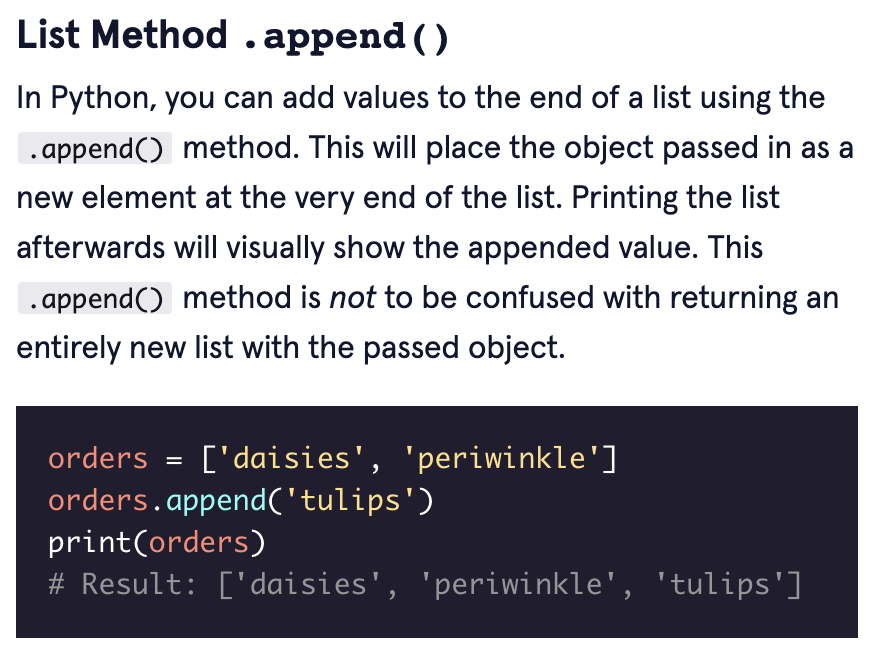 List Method .append()
In Python, you can add values to the end of a list using the
.append() method. This will place the object passed in as a
new element at the very end of the list. Printing the list
afterwards will visually show the appended value. This
.append() method is not to be confused with returning an
entirely new list with the passed object.
orders = ['daisies', 'periwinkle']
orders.append('tulips')
print(orders)
# Result: ['daisies', 'periwinkle', 'tulips']